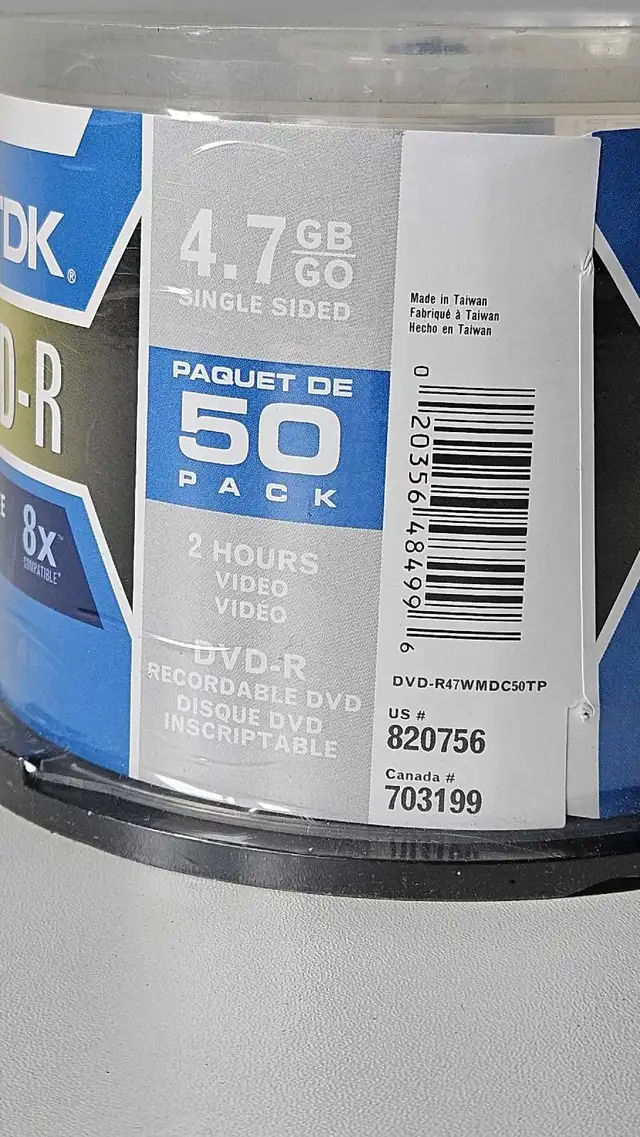 TDK®
D-R
E
8X™
COMPATIBLE*
4.7 GB
GO
SINGLE SIDED
PAQUET DE
50
PACK
2 HOURS
VIDEO
VIDÉO
DVD-R
RECORDABLE DVD
DISQUE DVD
INSCRIPTABLE
Made in Taiwan
Fabriqué à Taiwan
Hecho en Taiwan
0 20356 48499 6
DVD-R47WMDC50TP
US #
820756
Canada #
703199